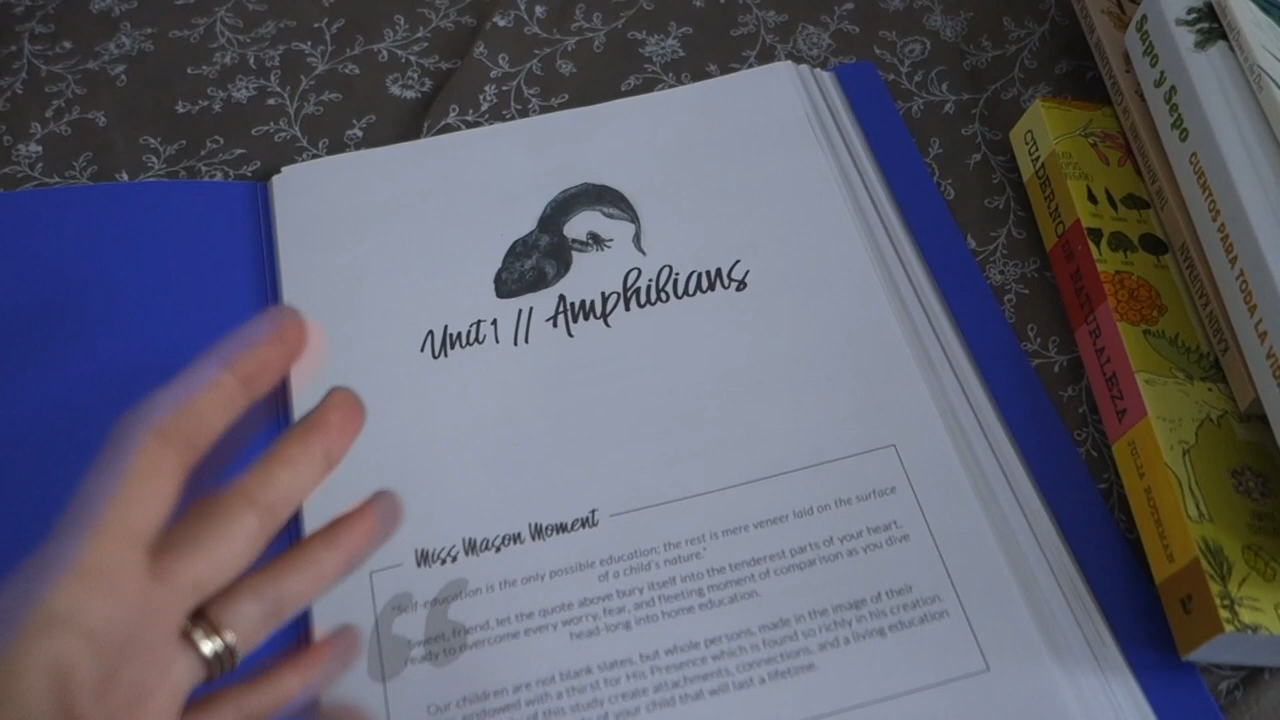 Unit 1 // Amphibians
Miss Mason Moment
"Self-education is the only possible education; the rest is mere veneer laid on the surface
of a child's nature."
Sweet, friend, let the quote above bury itself into the tenderest parts of your heart,
ready to overcome every worry, fear, and fleeting moment of comparison as you dive
head-long into home education.
Our children are not blank slates, but whole persons, made in the image of their
endowed with a thirst for His Presence which is found so richly in his creation.
of this study create attachments, connections, and a living education
of your child that will last a lifetime.
CUADERNO DE NATURALEZA
JULIA ROTHMAN
KAREN KAUFMAN
Sapo y Sepo CUENTOS PARA TODA LA VIDA